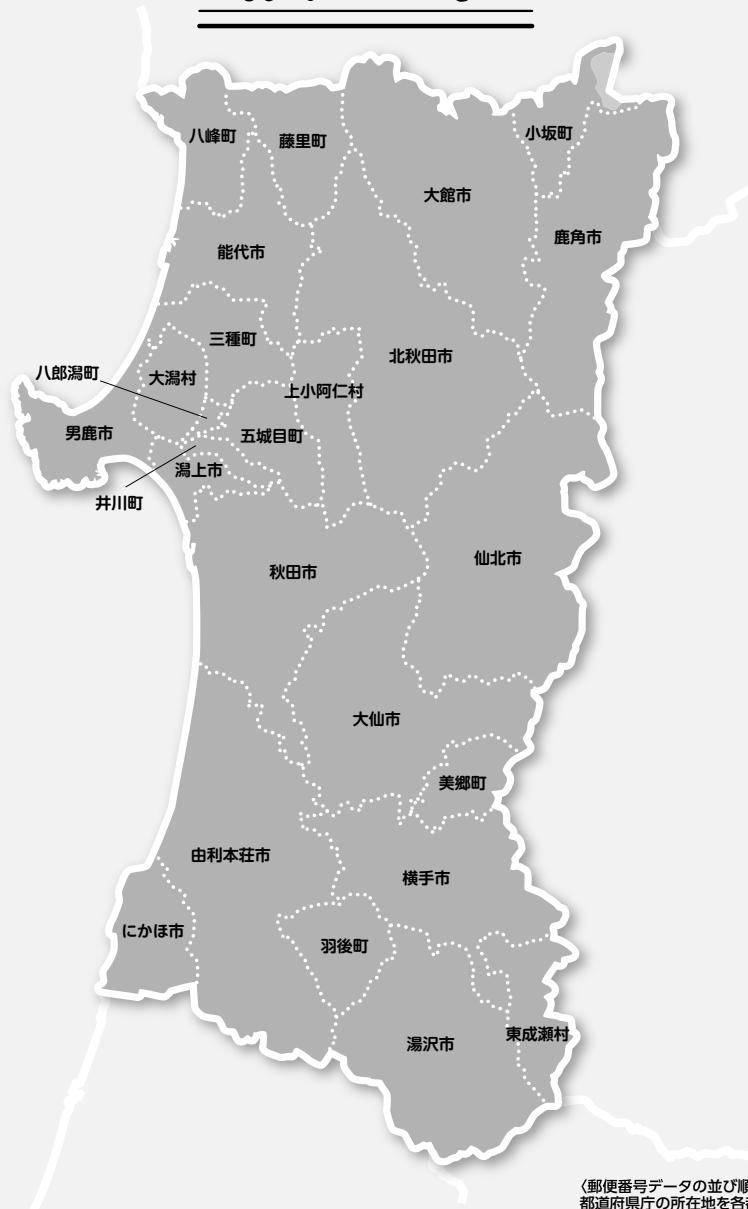 八峰町
藤里町
小坂町
大館市
鹿角市
能代市
三種町
北秋田市
八郎潟町
大潟村
上小阿仁村
男鹿市
五城目町
潟上市
井川町
秋田市
仙北市
大仙市
美郷町
由利本荘市
横手市
にかほ市
羽後町
湯沢市
東成瀬村
〈郵便番号データの並び順
都道府県庁の所在地を各